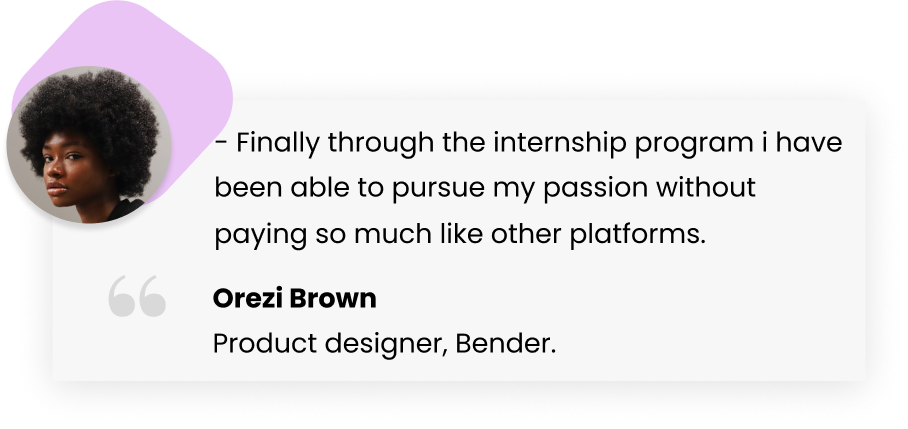 - Finally through the internship program i have
been able to pursue my passion without
paying so much like other platforms.
Orezi Brown
Product designer, Bender.